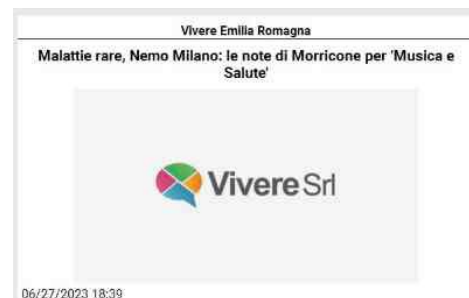 Vivere Emilia Romagna
Malattie rare, Nemo Milano: le note di Morricone per 'Musica e
Salute'
Vivere Srl
06/27/2023 18:39